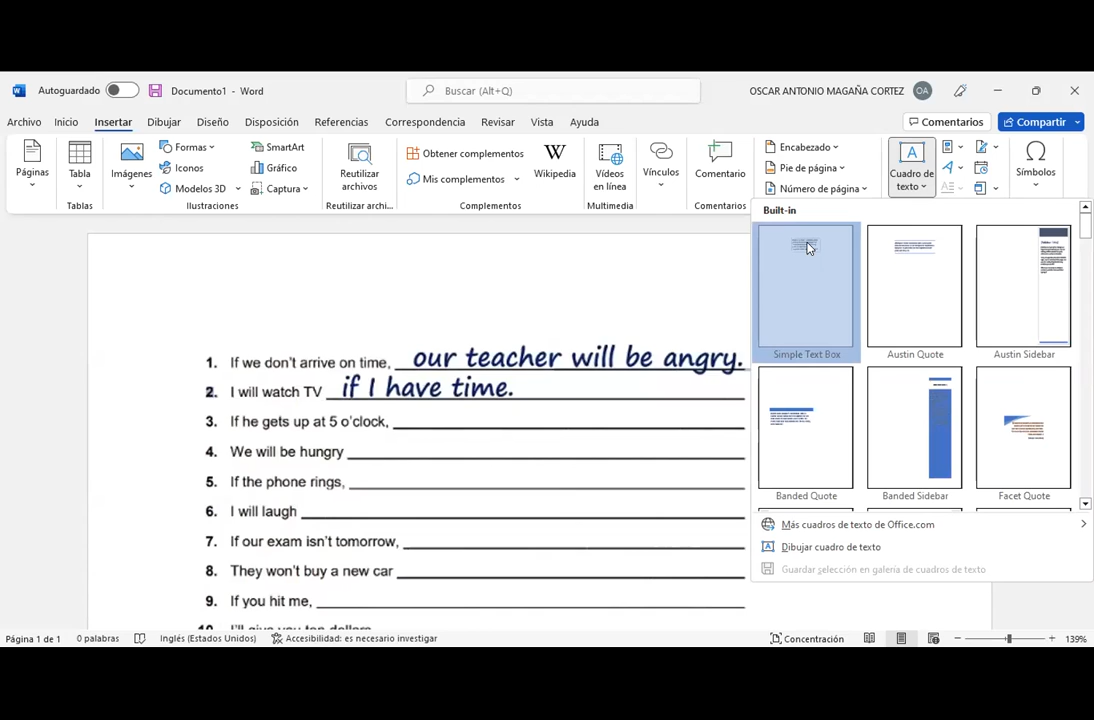 Autoguardado Documento1 - Word Buscar (Alt+Q) OSCAR ANTONIO MAGAÑA CORTEZ OA
Archivo Inicio Insertar Dibujar Diseño Disposición Referencias Correspondencia Revisar Vista Ayuda Comentarios Compartir
Páginas
Tabla
Tablas
Imágenes
Formas
Iconos
Modelos 3D
SmartArt
Gráfico
Captura
Ilustraciones
Reutilizar
archivos
Reutilizar archi...
Obtener complementos
Mis complementos
Wikipedia
Complementos
Vídeos
en línea
Multimedia
Vínculos
Comentario
Comentarios
Encabezado
Pie de página
Número de página
Cuadro de
texto
Símbolos
Built-in
Simple Text Box
Austin Quote
Austin Sidebar
Banded Quote
Banded Sidebar
Facet Quote
Más cuadros de texto de Office.com
Dibujar cuadro de texto
Guardar selección en galería de cuadros de texto
1. If we don't arrive on time, our teacher will be angry.
2. I will watch TV if I have time.
3. If he gets up at 5 o'clock,
4. We will be hungry
5. If the phone rings,
6. I will laugh
7. If our exam isn't tomorrow,
8. They won't buy a new car
9. If you hit me,
Página 1 de 1 0 palabras Inglés (Estados Unidos) Accesibilidad: es necesario investigar Concentración 139%